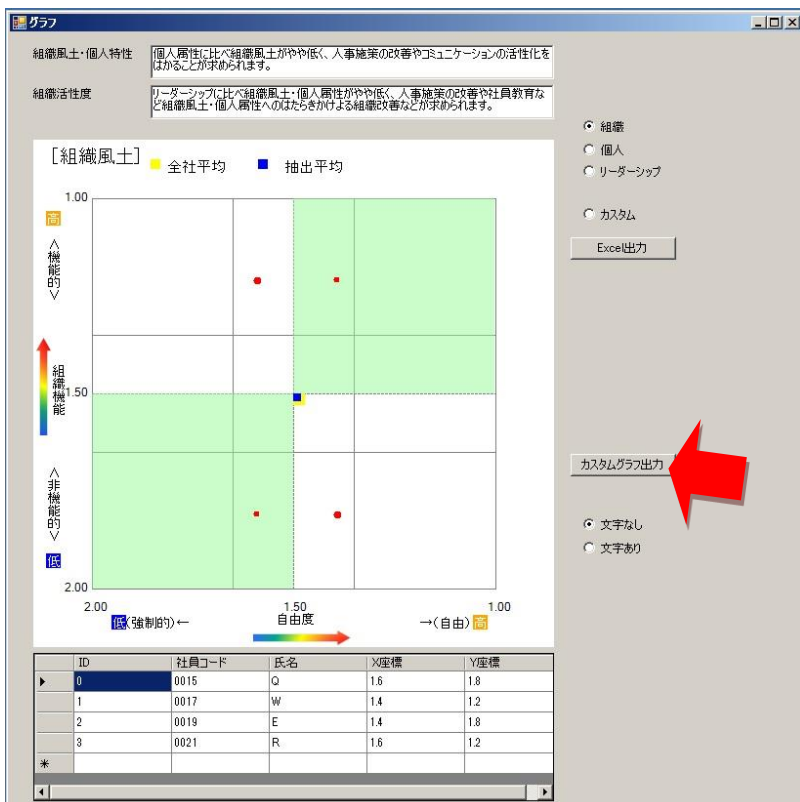 グラフ
組織風土・個人特性
個人属性に比べ組織風土がやや低く、人事施策の改善やコミュニケーションの活性化を
はかることが求められます。
組織活性度
リーダーシップに比べ組織風土・個人属性がやや低く、人事施策の改善や社員教育な
ど組織風土・個人属性へのはたらきかけよる組織改善などが求められます。
組織
個人
リーダーシップ
カスタム
Excel出力
[組織風土]
全社平均 抽出平均
1.00
高
<機能的>
組織機能
1.50
<非機能的>
低
2.00
2.00 1.50 1.00
低(強制的)← 自由度 →(自由)高
カスタムグラフ出力
文字なし
文字あり
ID 社員コード 氏名 X座標 Y座標
0 0015 Q 1.6 1.8
1 0017 W 1.4 1.2
2 0019 E 1.4 1.8
3 0021 R 1.6 1.2